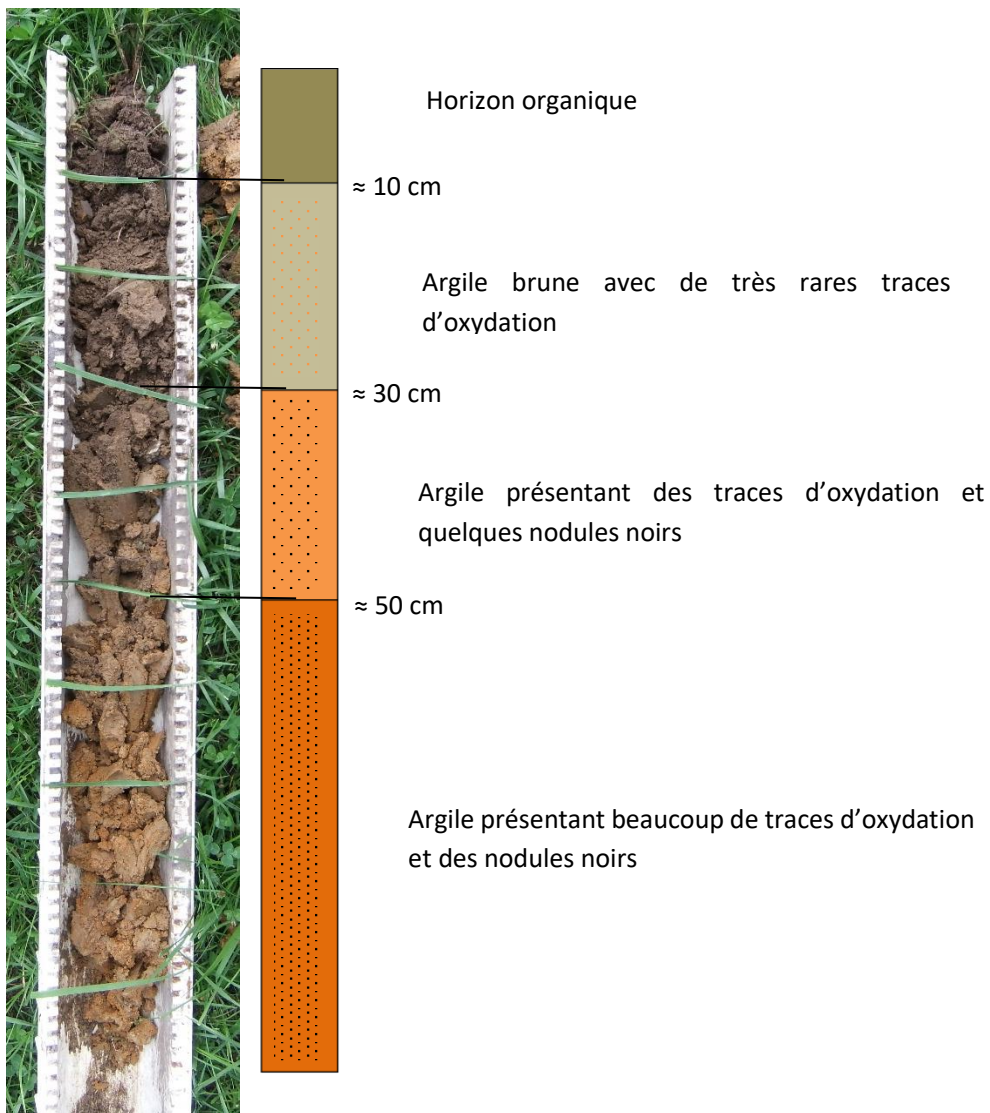 Horizon organique
≈ 10 cm
Argile brune avec de très rares traces
d’oxydation
≈ 30 cm
Argile présentant des traces d’oxydation et
quelques nodules noirs
≈ 50 cm
Argile présentant beaucoup de traces d’oxydation
et des nodules noirs